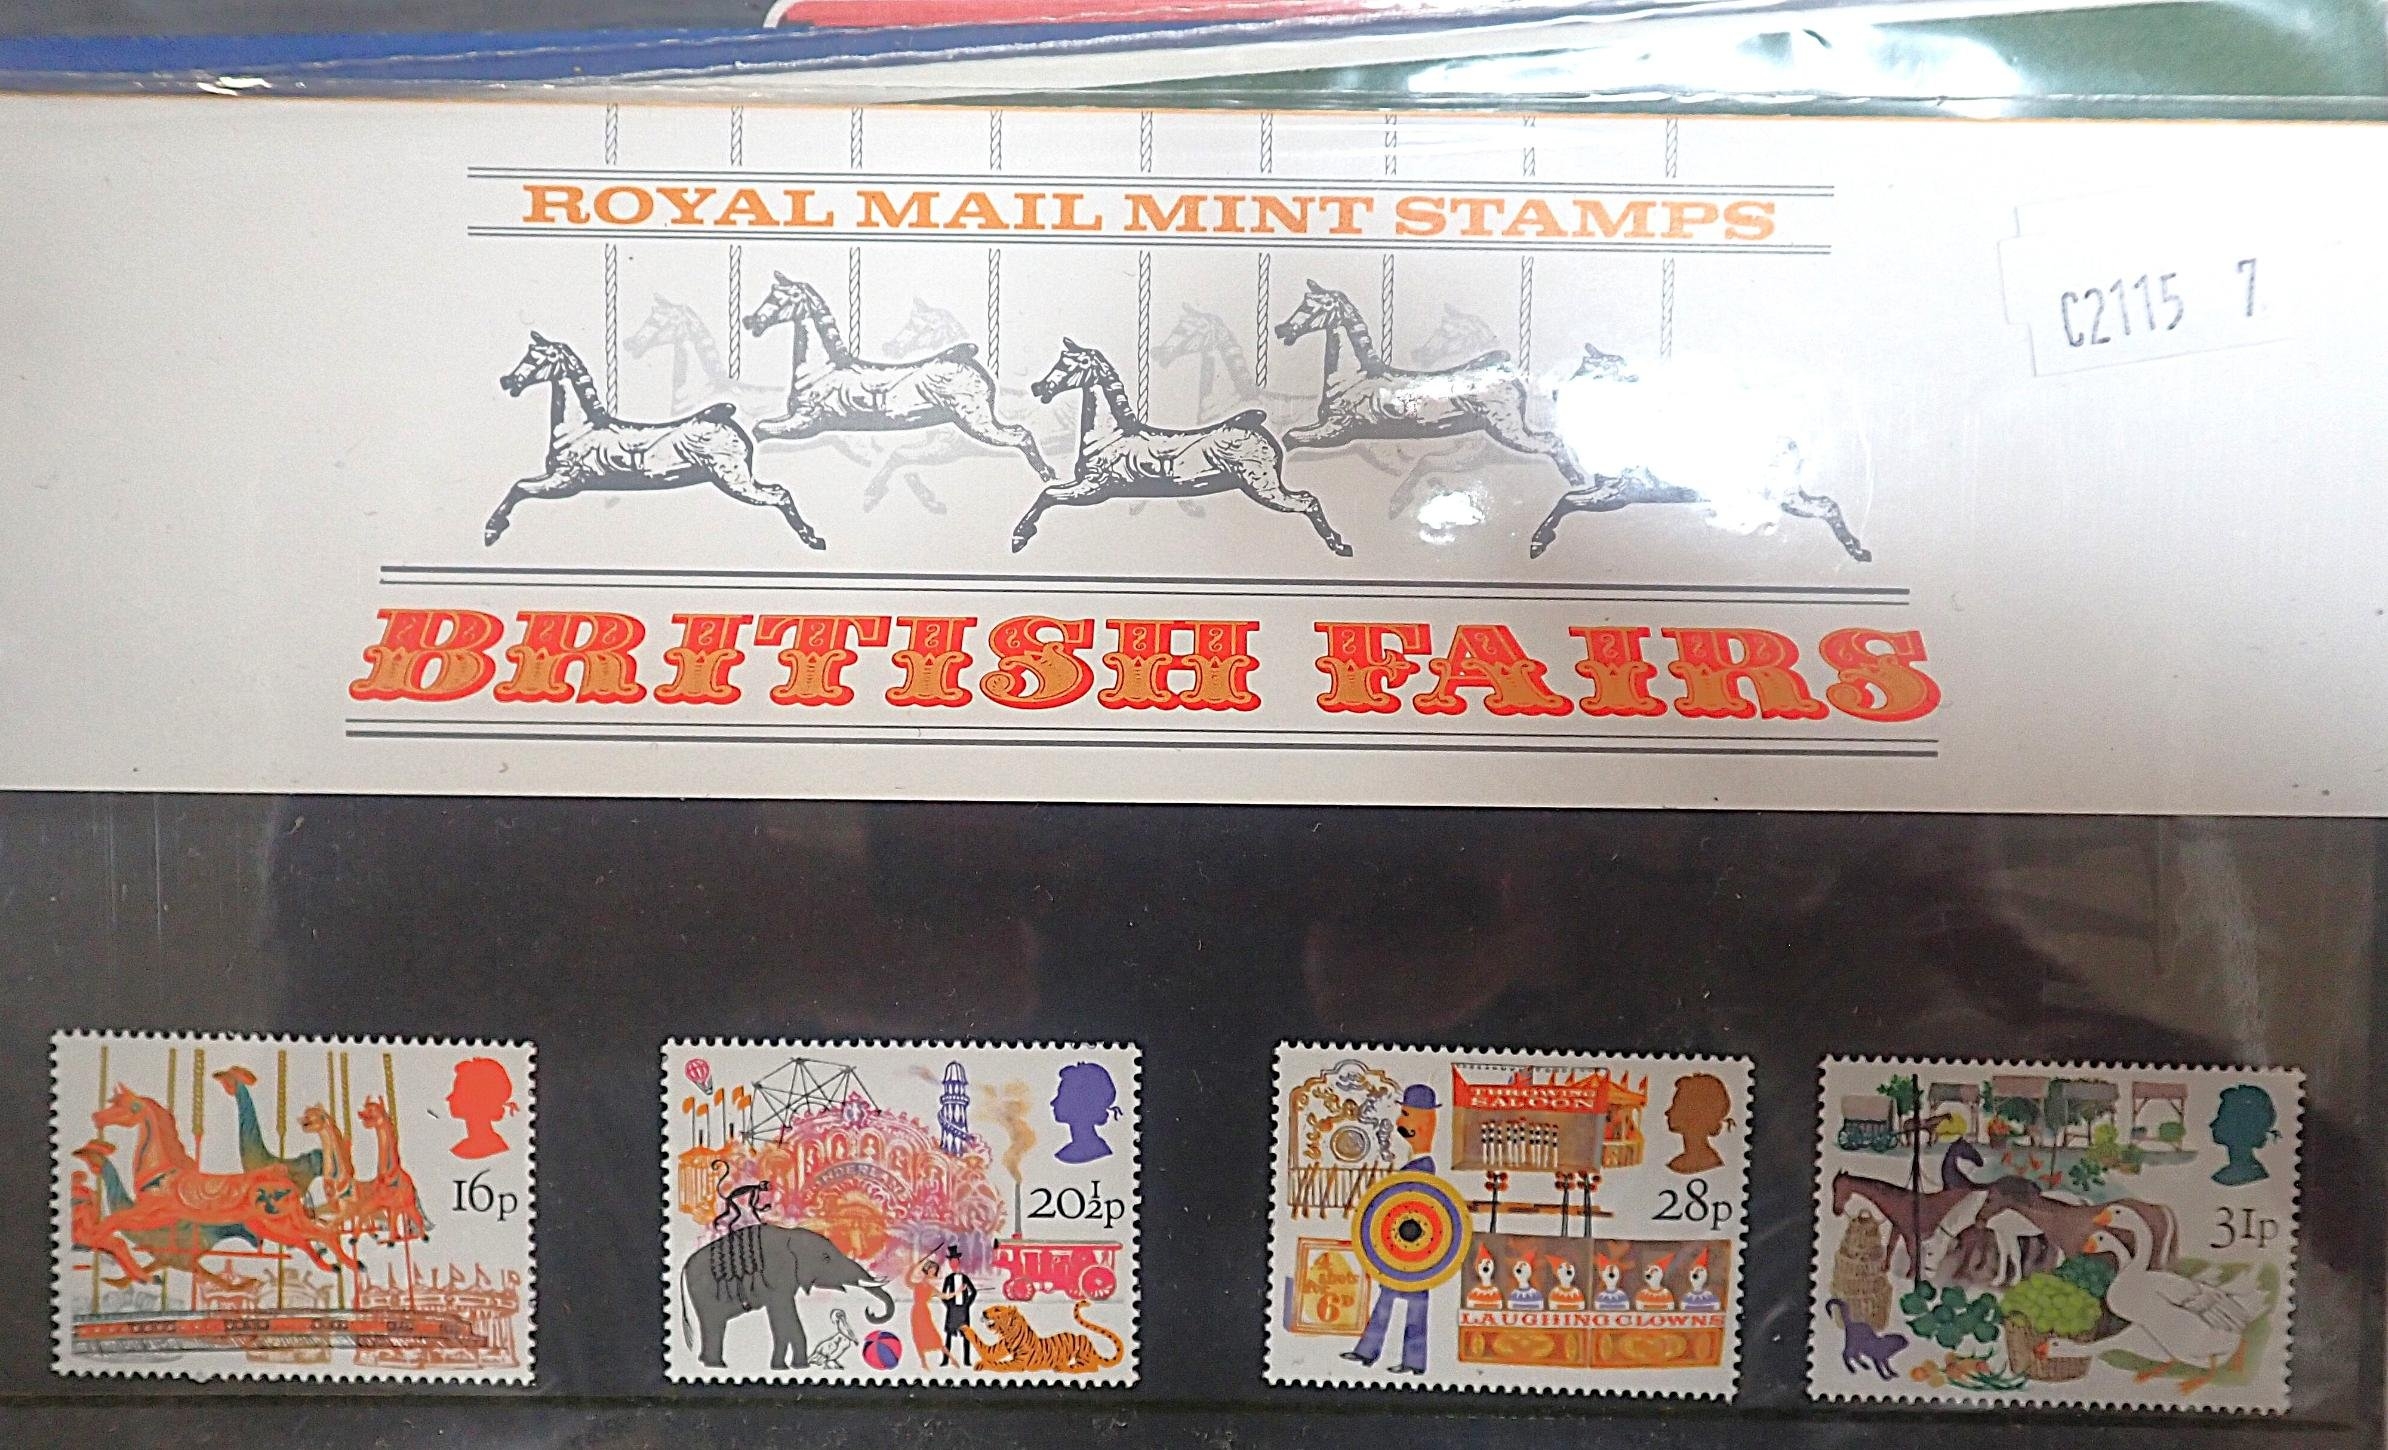 ROYAL MAIL MINT STAMPS
C2115 7
BRITISH FAIRS
16p
20½p
THROWING
SALOON
28p
4
shots
for
6D
LAUGHING CLOWNS
31p